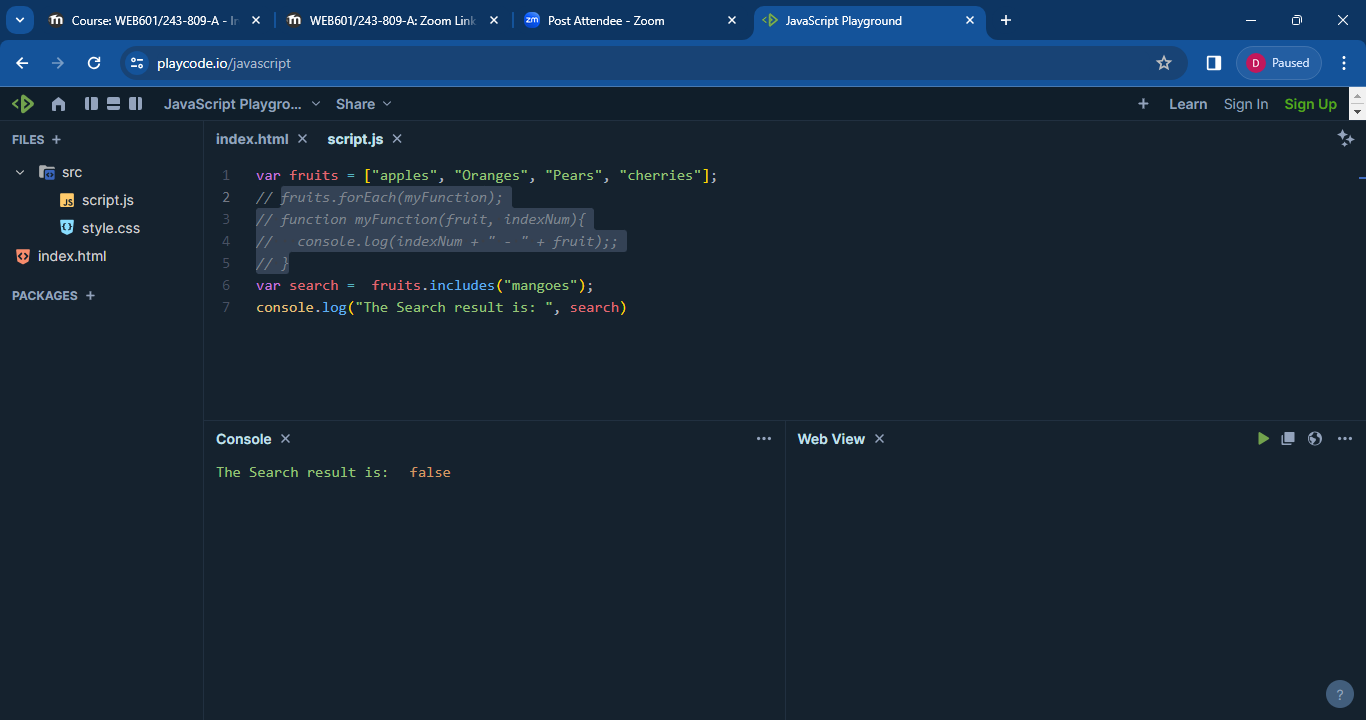 Course: WEB601/243-809-A - In
WEB601/243-809-A: Zoom Link
zm Post Attendee - Zoom
JavaScript Playground
playcode.io/javascript
D Paused
JavaScript Playgro...
Share
+ Learn Sign In Sign Up
FILES +
src
JS script.js
style.css
index.html
PACKAGES +
index.html
script.js
1 var fruits = ["apples", "Oranges", "Pears", "cherries"];
2 // fruits.forEach(myFunction);
3 // function myFunction(fruit, indexNum){
4 //   console.log(indexNum + " - " + fruit);;
5 // }
6 var search =  fruits.includes("mangoes");
7 console.log("The Search result is: ", search)
Console
The Search result is:  false
Web View
?